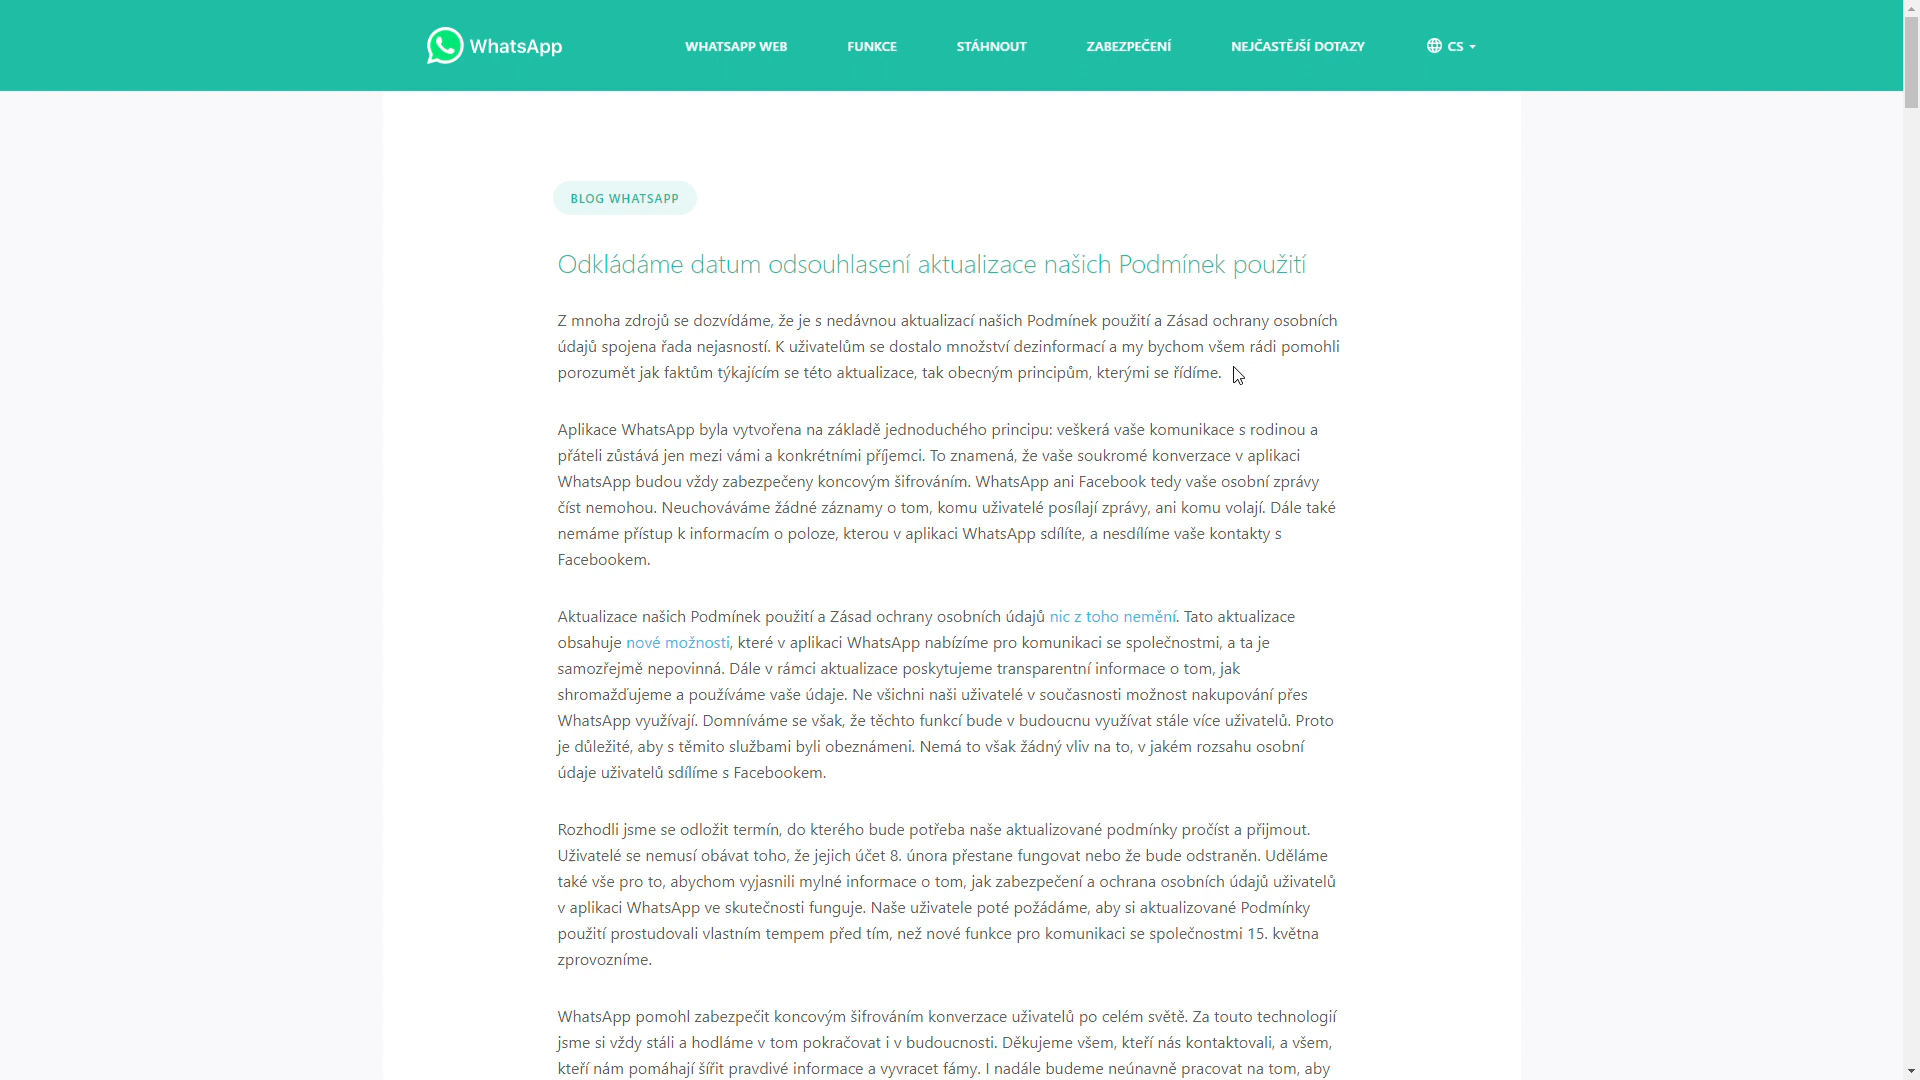 WhatsApp
WHATSAPP WEB
FUNKCE
STÁHNOUT
ZABEZPEČENÍ
NEJČASTĚJŠÍ DOTAZY
CS
BLOG WHATSAPP
Odkládáme datum odsouhlasení aktualizace našich Podmínek použití
Z mnoha zdrojů se dozvídáme, že je s nedávnou aktualizací našich Podmínek použití a Zásad ochrany osobních
údajů spojena řada nejasností. K uživatelům se dostalo množství dezinformací a my bychom všem rádi pomohli
porozumět jak faktům týkajícím se této aktualizace, tak obecným principům, kterými se řídíme.
Aplikace WhatsApp byla vytvořena na základě jednoduchého principu: veškerá vaše komunikace s rodinou a
přáteli zůstává jen mezi vámi a konkrétními příjemci. To znamená, že vaše soukromé konverzace v aplikaci
WhatsApp budou vždy zabezpečeny koncovým šifrováním. WhatsApp ani Facebook tedy vaše osobní zprávy
číst nemohou. Neuchováváme žádné záznamy o tom, komu uživatelé posílají zprávy, ani komu volají. Dále také
nemáme přístup k informacím o poloze, kterou v aplikaci WhatsApp sdílíte, a nesdílíme vaše kontakty s
Facebookem.
Aktualizace našich Podmínek použití a Zásad ochrany osobních údajů nic z toho nemění. Tato aktualizace
obsahuje nové možnosti, které v aplikaci WhatsApp nabízíme pro komunikaci se společnostmi, a ta je
samozřejmě nepovinná. Dále v rámci aktualizace poskytujeme transparentní informace o tom, jak
shromažďujeme a používáme vaše údaje. Ne všichni naši uživatelé v současnosti možnost nakupování přes
WhatsApp využívají. Domníváme se však, že těchto funkcí bude v budoucnu využívat stále více uživatelů. Proto
je důležité, aby s těmito službami byli obeznámeni. Nemá to však žádný vliv na to, v jakém rozsahu osobní
údaje uživatelů sdílíme s Facebookem.
Rozhodli jsme se odložit termín, do kterého bude potřeba naše aktualizované podmínky pročíst a přijmout.
Uživatelé se nemusí obávat toho, že jejich účet 8. února přestane fungovat nebo že bude odstraněn. Uděláme
také vše pro to, abychom vyjasnili mylné informace o tom, jak zabezpečení a ochrana osobních údajů uživatelů
v aplikaci WhatsApp ve skutečnosti funguje. Naše uživatele poté požádáme, aby si aktualizované Podmínky
použití prostudovali vlastním tempem před tím, než nové funkce pro komunikaci se společnostmi 15. května
zprovozníme.
WhatsApp pomohl zabezpečit koncovým šifrováním konverzace uživatelů po celém světě. Za touto technologií
jsme si vždy stáli a hodláme v tom pokračovat i v budoucnosti. Děkujeme všem, kteří nás kontaktovali, a všem,
kteří nám pomáhají šířit pravdivé informace a vyvracet fámy. I nadále budeme neúnavně pracovat na tom, aby